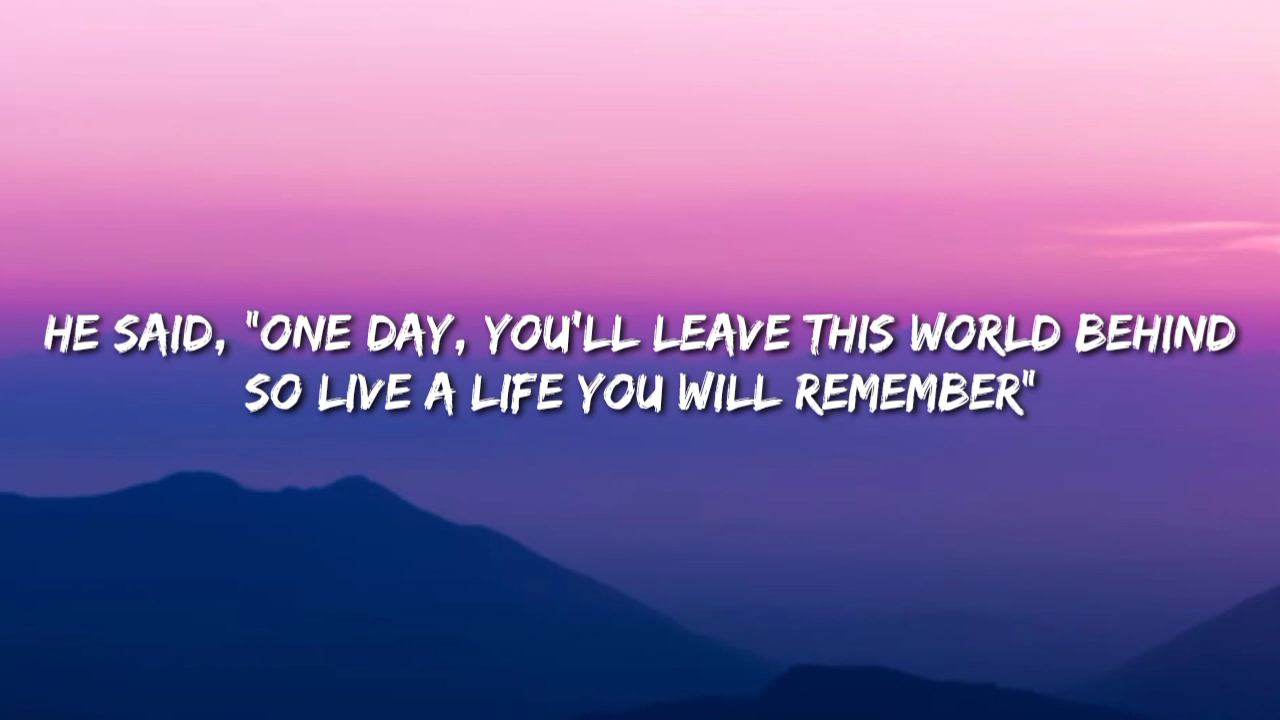 HE SAID, "ONE DAY, YOU'LL LEAVE THIS WORLD BEHIND
SO LIVE A LIFE YOU WILL REMEMBER"